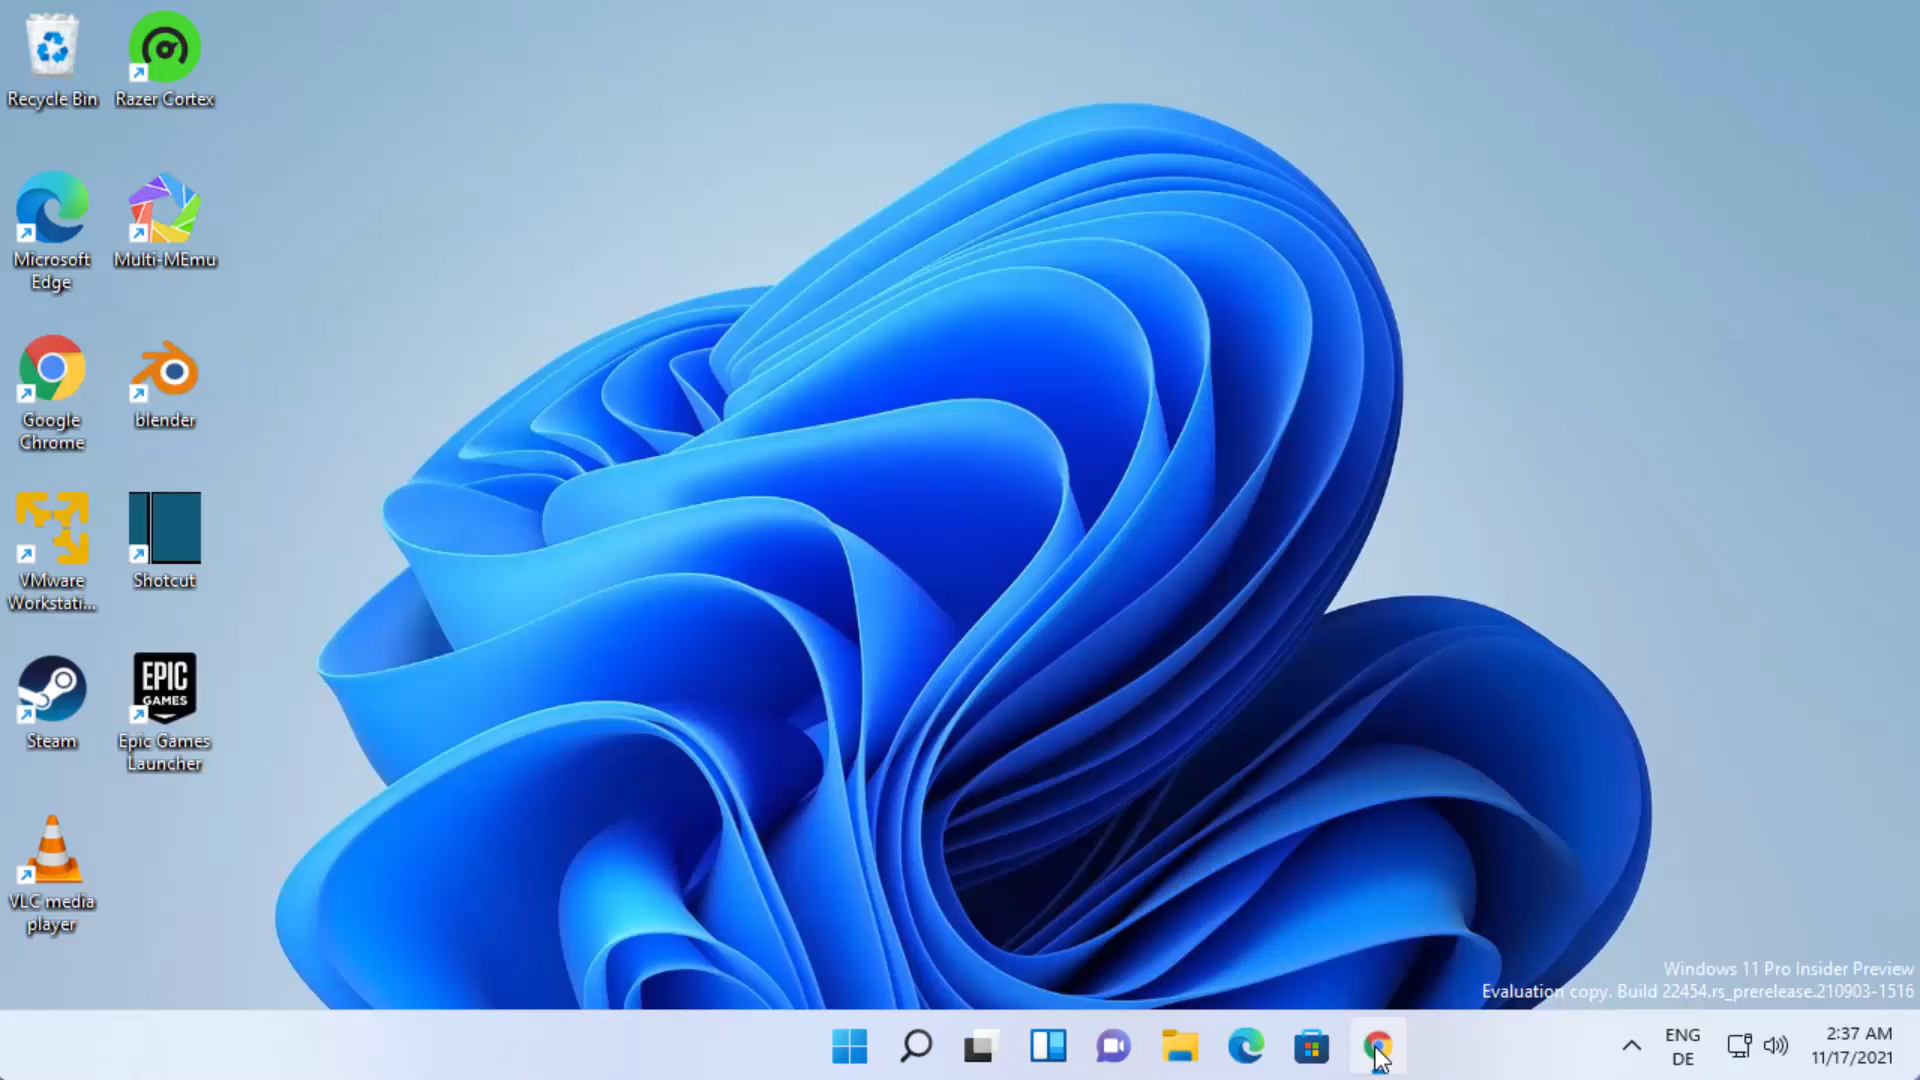 Recycle Bin
Razer Cortex
Microsoft
Edge
Multi-MEmu
Google
Chrome
blender
VMware
Workstati...
Shotcut
Steam
EPIC
GAMES
Epic Games
Launcher
VLC media
player
Windows 11 Pro Insider Preview
Evaluation copy. Build 22454.rs_prerelease.210903-1516
ENG
DE
2:37 AM
11/17/2021